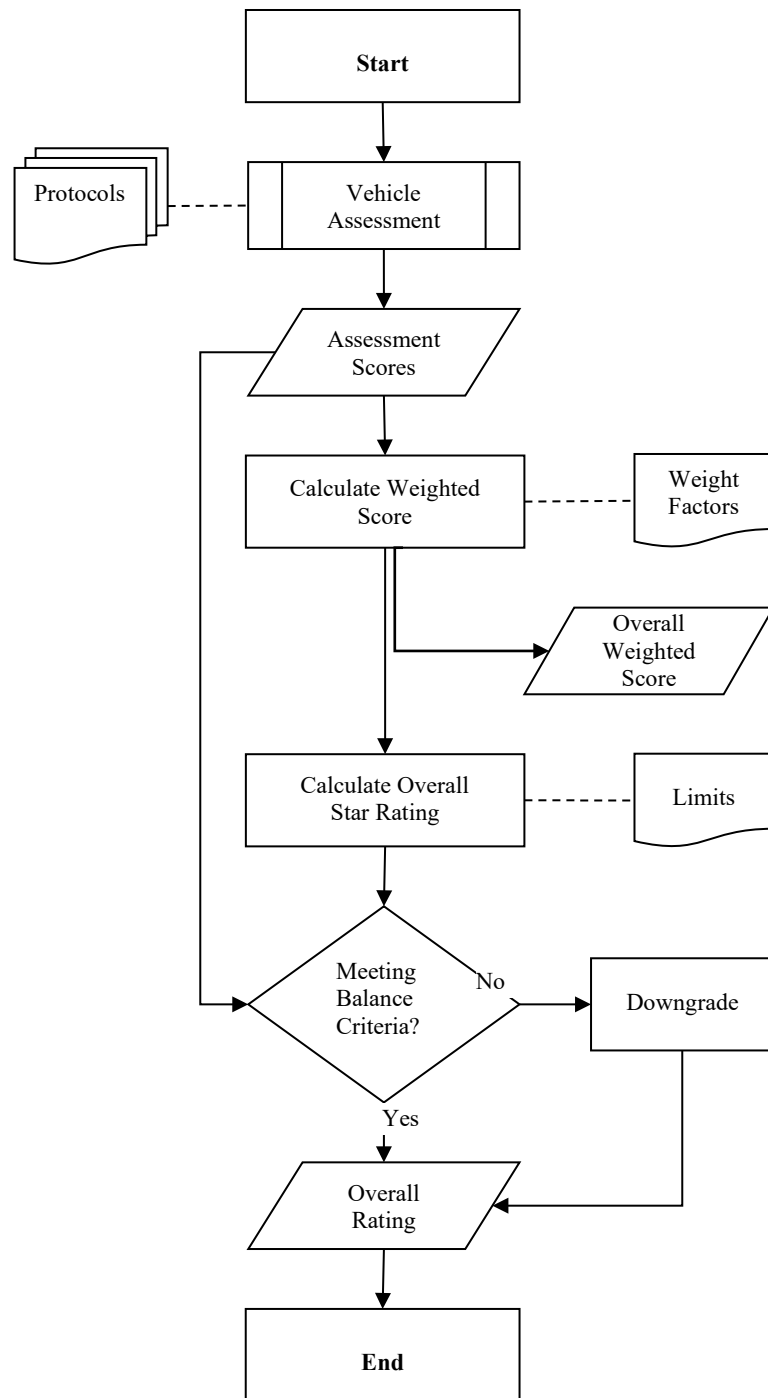 Start
Protocols
Vehicle
Assessment
Assessment
Scores
Calculate Weighted
Score
Weight
Factors
Overall
Weighted
Score
Calculate Overall
Star Rating
Limits
Meeting
Balance
Criteria?
No
Downgrade
Yes
Overall
Rating
End